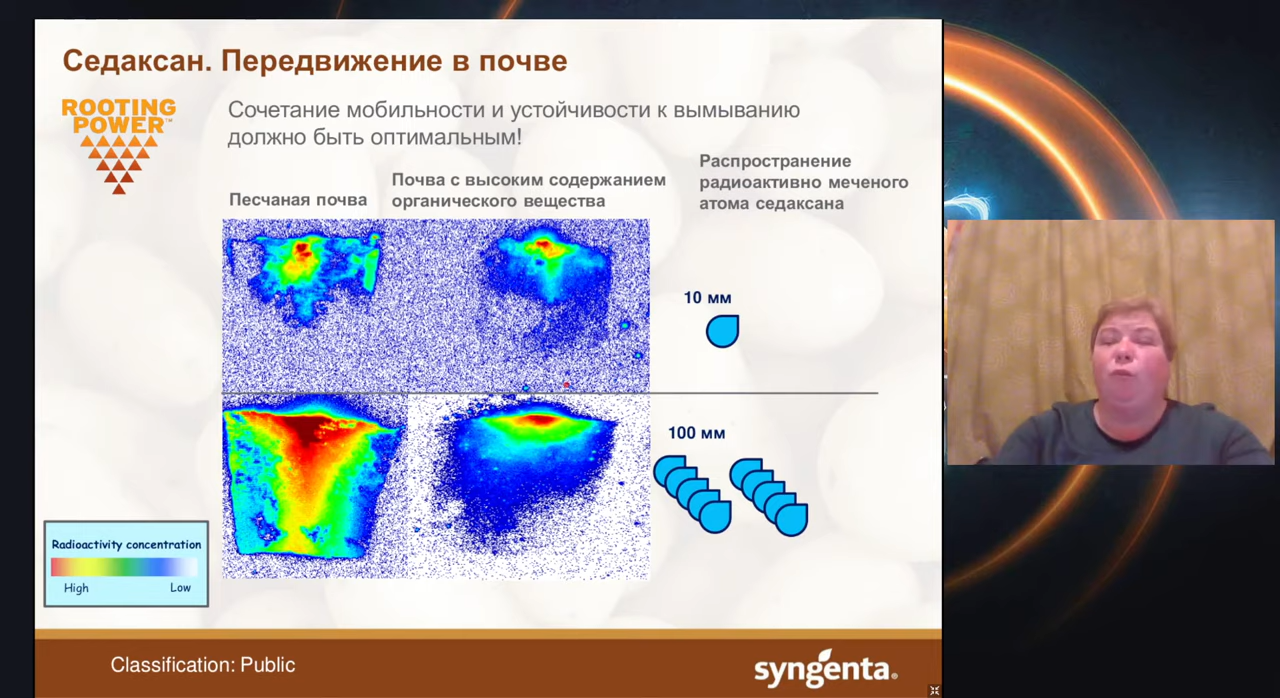 Седаксан. Передвижение в почве
ROOTING
POWER™
Сочетание мобильности и устойчивости к вымыванию
должно быть оптимальным!
Песчаная почва
Почва с высоким содержанием
органического вещества
Распространение
радиоактивно меченого
атома седаксана
10 мм
100 мм
Radioactivity concentration
High Low
Classification: Public
syngenta®